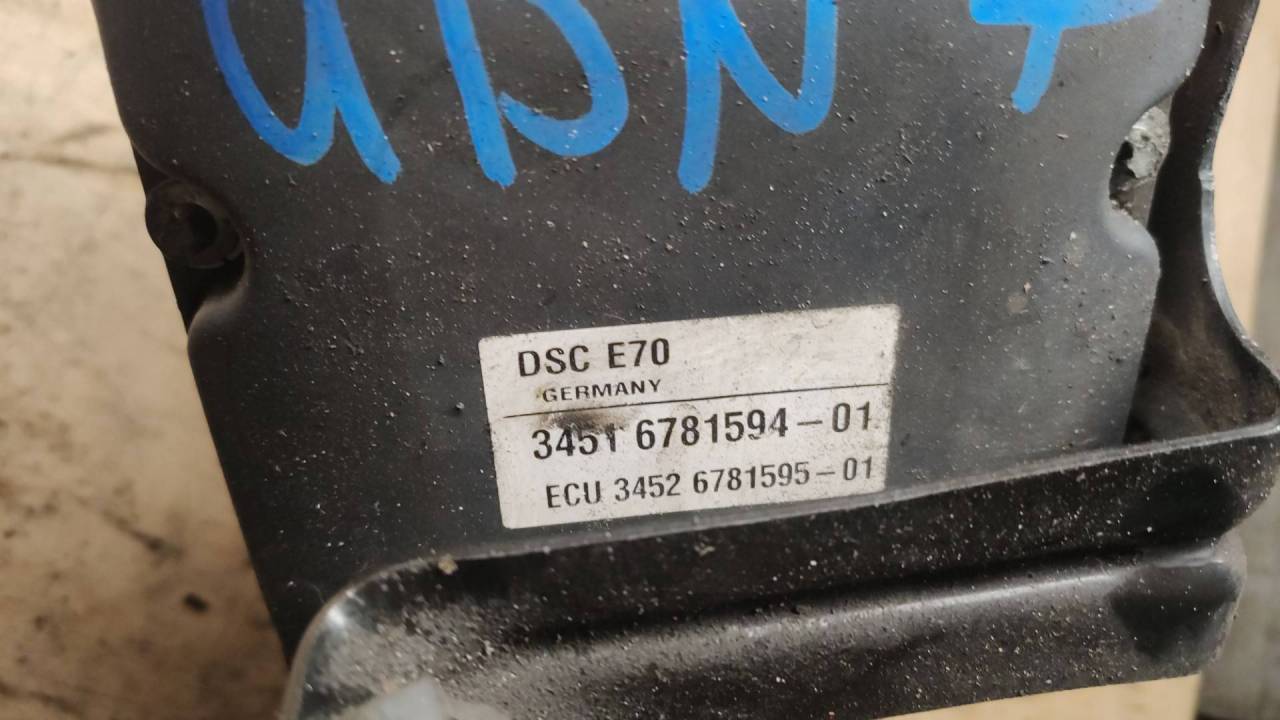 DSC E70
GERMANY
3451 6781594-01
ECU 3452 6781595-01